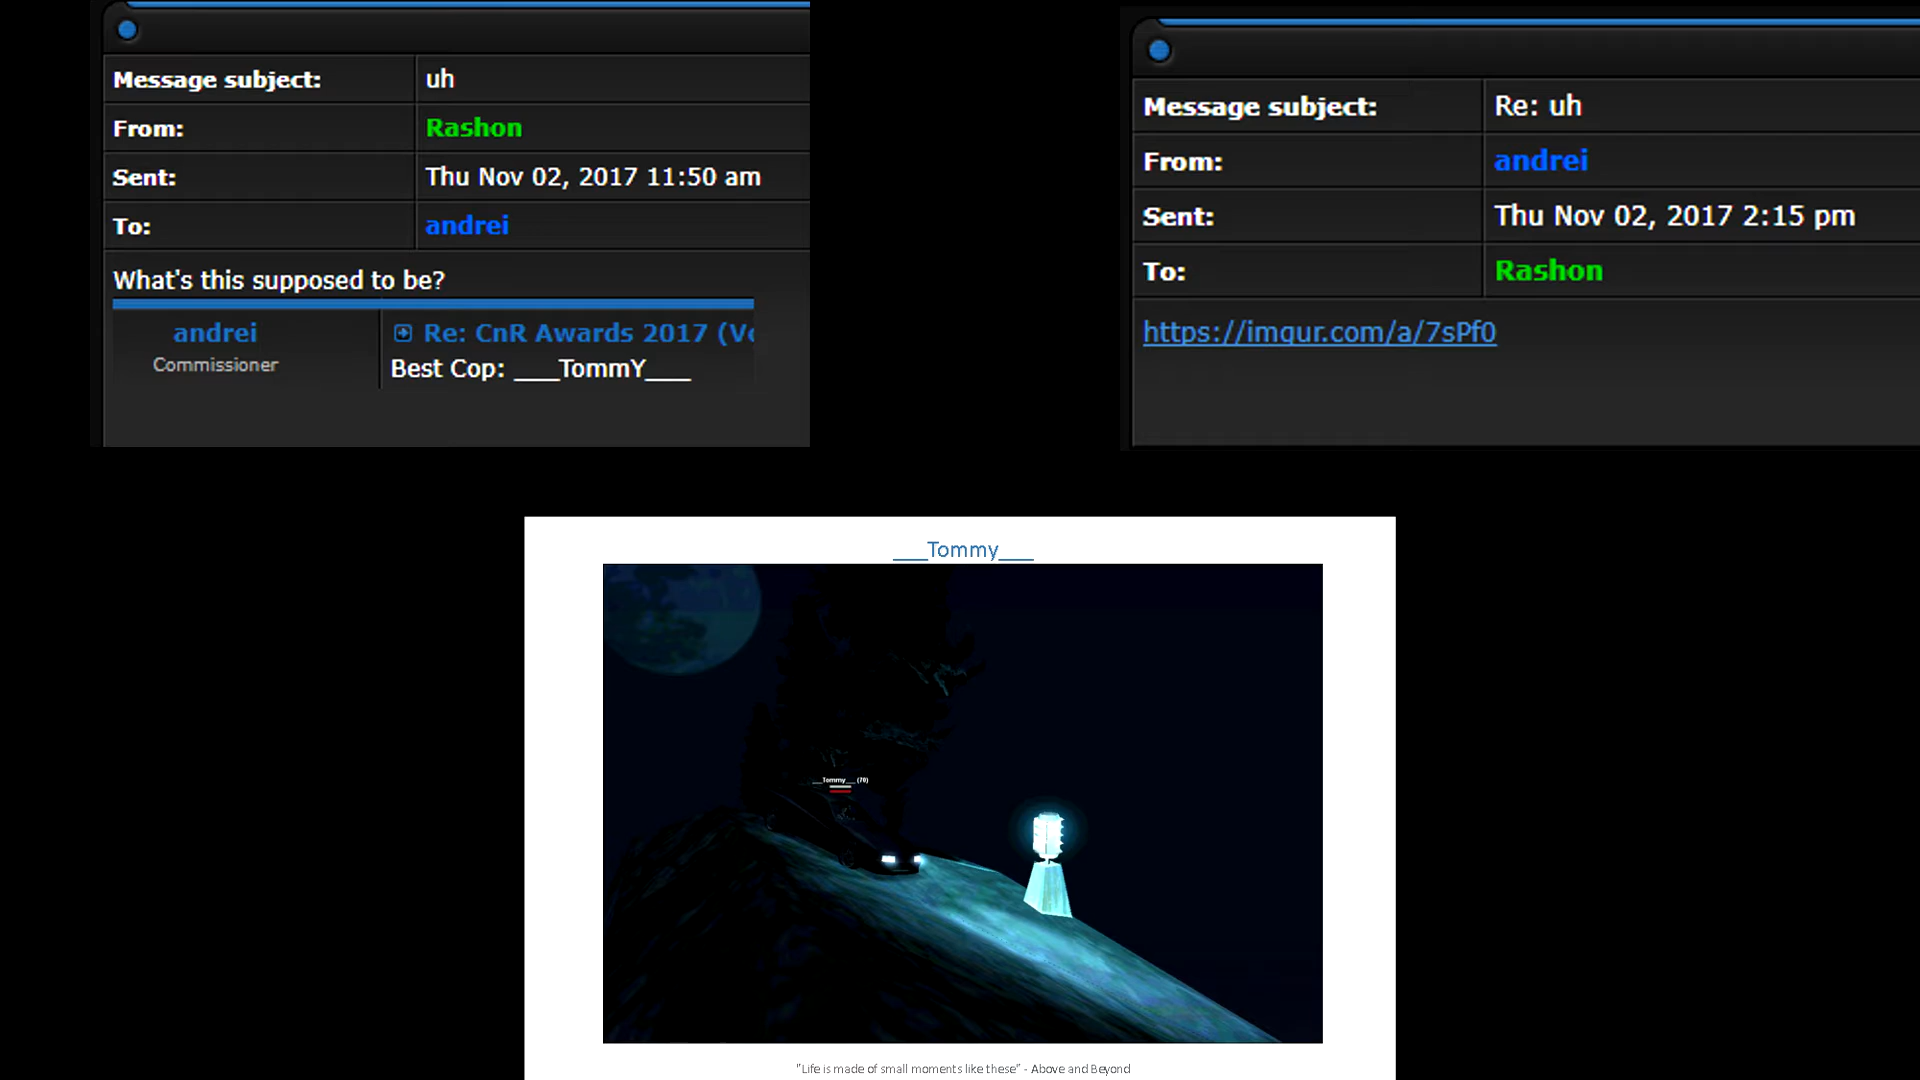 Message subject: uh
From: Rashon
Sent: Thu Nov 02, 2017 11:50 am
To: andrei
What's this supposed to be?
andrei
Commissioner
Re: CnR Awards 2017 (Vo
Best Cop: ___TommY___
Message subject: Re: uh
From: andrei
Sent: Thu Nov 02, 2017 2:15 pm
To: Rashon
https://imgur.com/a/7sPf0
___Tommy___
___Tommy___ (70)
"Life is made of small moments like these" - Above and Beyond